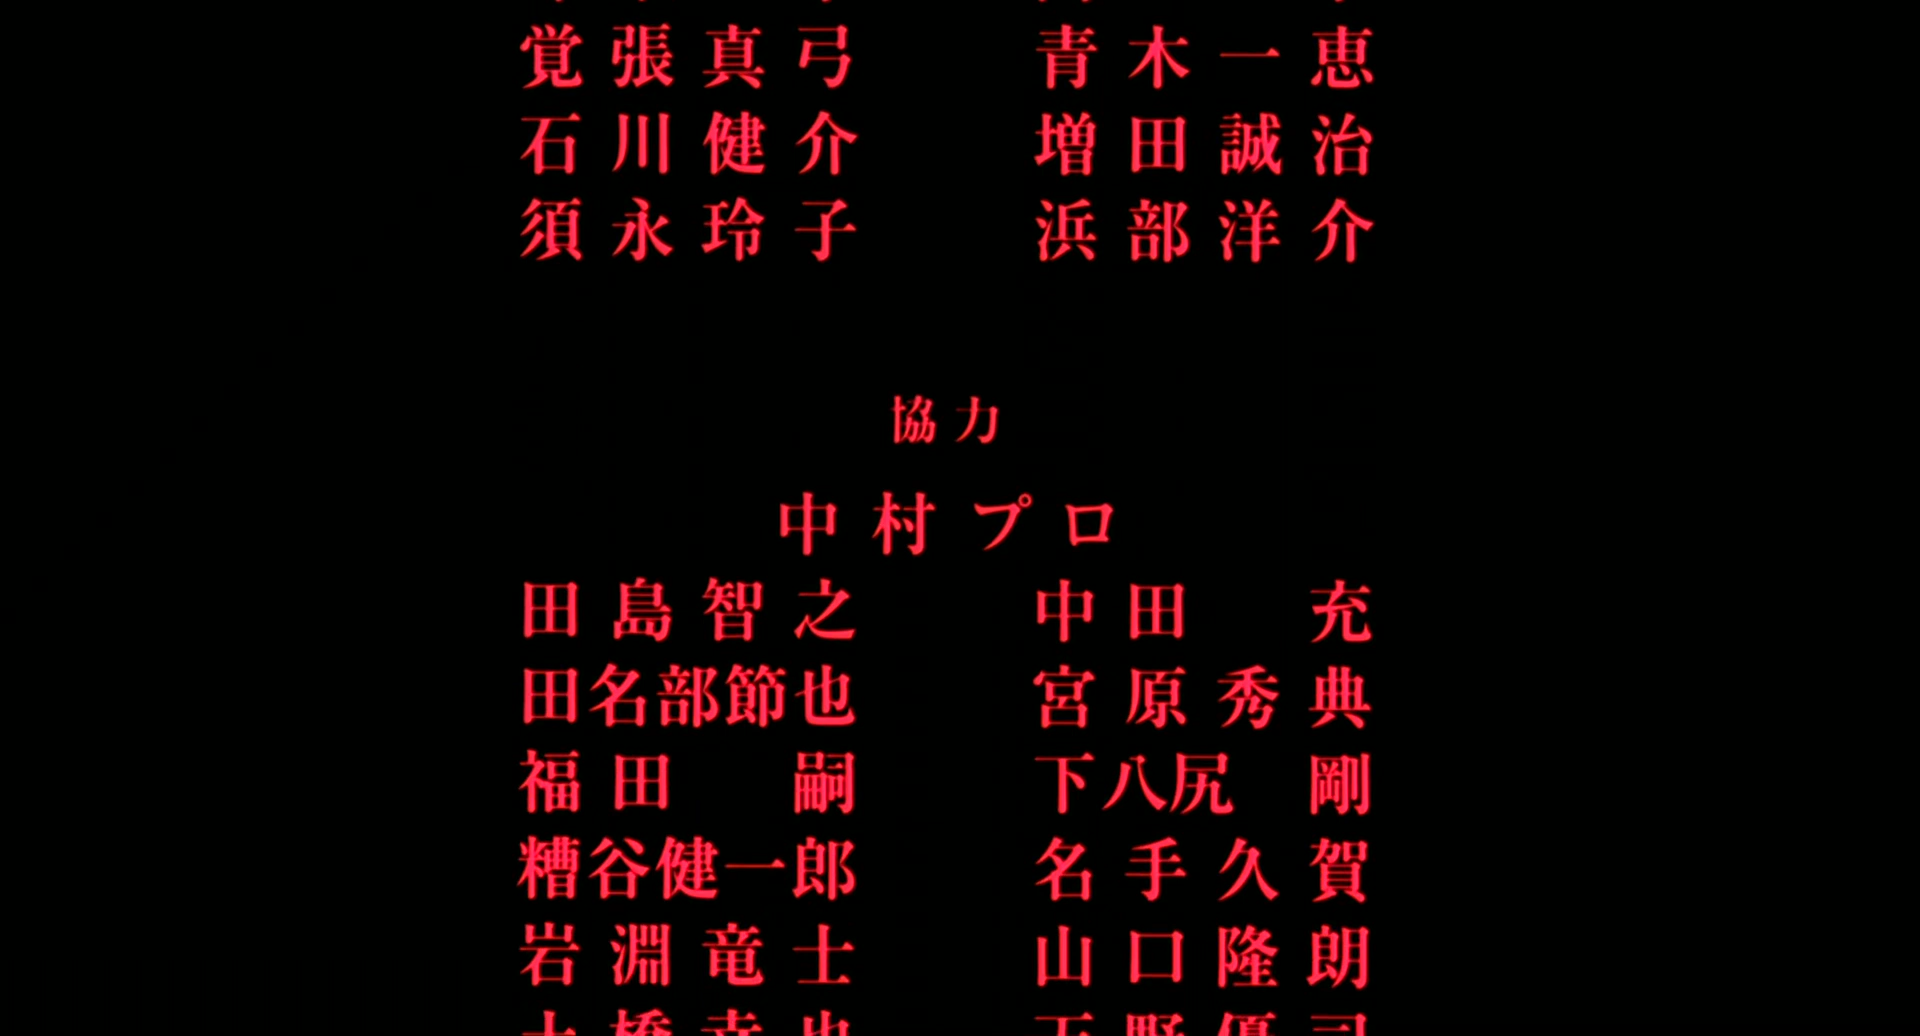 覚張真弓 青木一恵
石川健介 増田誠治
須永玲子 浜部洋介
協力
中村プロ
田島智之 中田 充
田名部節也 宮原秀典
福田 嗣 下八尻 剛
糟谷健一郎 名手久賀
岩淵竜士 山口隆朗